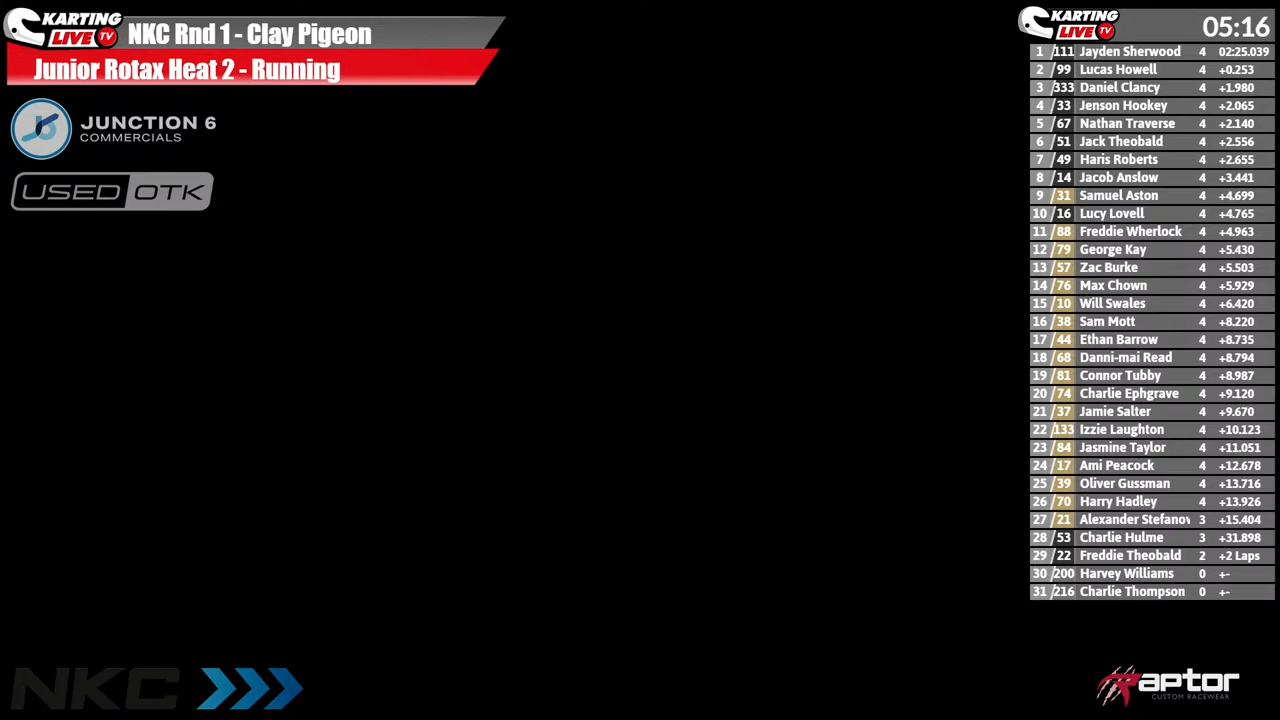 KARTING
LIVE TV
NKC Rnd 1 - Clay Pigeon
Junior Rotax Heat 2 - Running
JUNCTION 6
COMMERCIALS
USED OTK
KARTING
LIVE TV
05:16
1 /111 Jayden Sherwood 4 02:25.039
2 /99 Lucas Howell 4 +0.253
3 /333 Daniel Clancy 4 +1.980
4 /33 Jenson Hookey 4 +2.065
5 /67 Nathan Traverse 4 +2.140
6 /51 Jack Theobald 4 +2.556
7 /49 Haris Roberts 4 +2.655
8 /14 Jacob Anslow 4 +3.441
9 /31 Samuel Aston 4 +4.699
10 /16 Lucy Lovell 4 +4.765
11 /88 Freddie Wherlock 4 +4.963
12 /79 George Kay 4 +5.430
13 /57 Zac Burke 4 +5.503
14 /76 Max Chown 4 +5.929
15 /10 Will Swales 4 +6.420
16 /38 Sam Mott 4 +8.220
17 /44 Ethan Barrow 4 +8.735
18 /68 Danni-mai Read 4 +8.794
19 /81 Connor Tubby 4 +8.987
20 /74 Charlie Ephgrave 4 +9.120
21 /37 Jamie Salter 4 +9.670
22 /133 Izzie Laughton 4 +10.123
23 /84 Jasmine Taylor 4 +11.051
24 /17 Ami Peacock 4 +12.678
25 /39 Oliver Gussman 4 +13.716
26 /70 Harry Hadley 4 +13.926
27 /21 Alexander Stefanov 3 +15.404
28 /53 Charlie Hulme 3 +31.898
29 /22 Freddie Theobald 2 +2 Laps
30 /200 Harvey Williams 0 +-
31 /216 Charlie Thompson 0 +-
NKC
Raptor
CUSTOM RACEWEAR